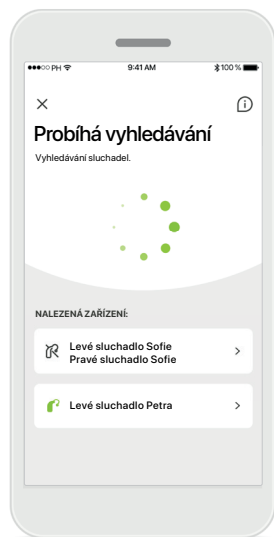 PH 9:41 AM 100 %
Probíhá vyhledávání
Vyhledávání sluchadel.
NALEZENÁ ZAŘÍZENÍ:
Levé sluchadlo Sofie
Pravé sluchadlo Sofie
Levé sluchadlo Petra